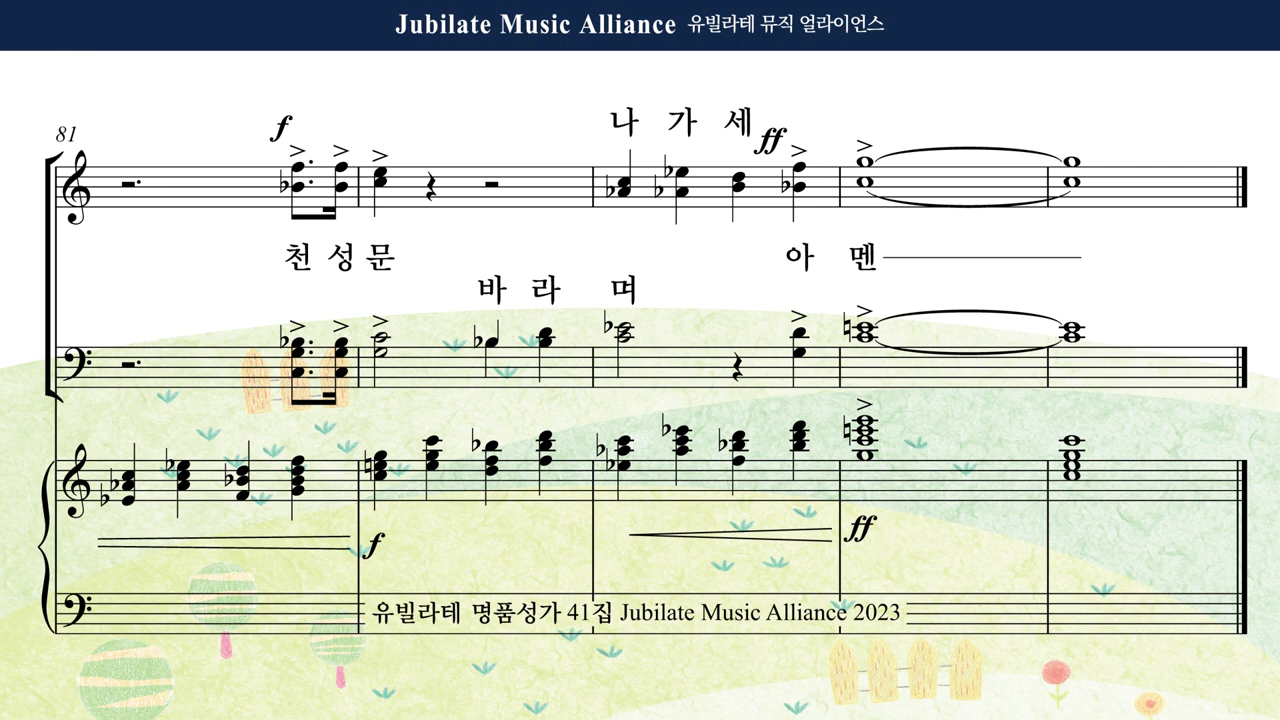 Jubilate Music Alliance 유빌라테 뮤직 얼라이언스
81
f
나 가 세
ff
천 성 문 아 멘
바 라 며
f
ff
유빌라테 명품성가 41집 Jubilate Music Alliance 2023